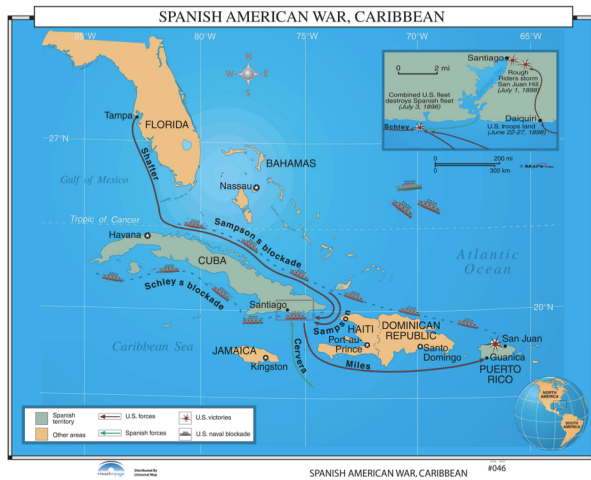 SPANISH AMERICAN WAR, CARIBBEAN
85°W
80°W
75°W
70°W
65°W
N
W
E
S
Santiago
0 2 mi
Rough
Riders storm
San Juan Hill
(July 1, 1898)
Combined U.S. fleet
destroys Spanish fleet
(July 3, 1898)
Schley
Daiquiri
U.S. troops land
(June 22-27, 1898)
0 200 mi
0 300 km
Tampa
FLORIDA
27°N
Shafter
BAHAMAS
Gulf of Mexico
Nassau
Tropic of Cancer
Havana
Sampson s blockade
CUBA
Atlantic
Ocean
Schley's blockade
Santiago
20°N
Sampson
HAITI
DOMINICAN
REPUBLIC
San Juan
Port-au-
Prince
Santo
Domingo
Guanica
PUERTO
RICO
Caribbean Sea
JAMAICA
Kingston
Cervera
Miles
NORTH
AMERICA
SOUTH
AMERICA
Spanish
territory
U.S. forces
U.S. victories
Other areas
Spanish forces
U.S. naval blockade
Distributed By
Universal Map
SPANISH AMERICAN WAR, CARIBBEAN
#046